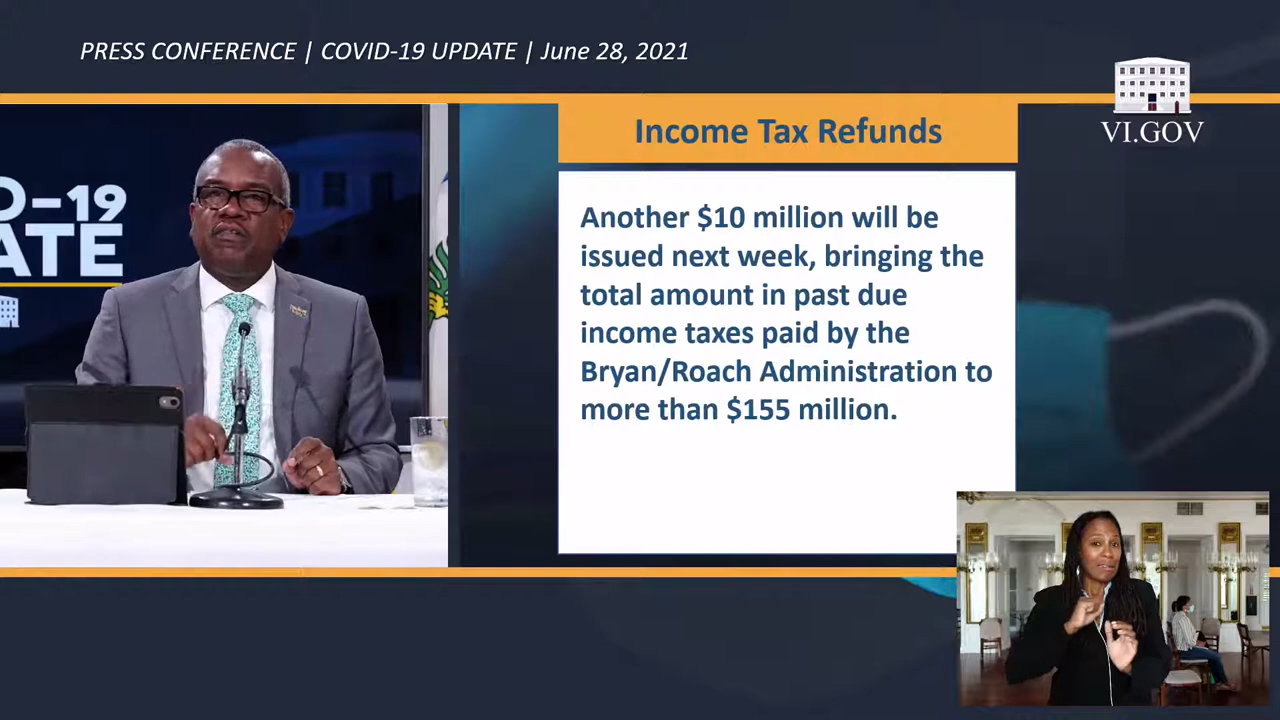 PRESS CONFERENCE | COVID-19 UPDATE | June 28, 2021
VI.GOV
Income Tax Refunds
D-19
ATE
Another $10 million will be
issued next week, bringing the
total amount in past due
income taxes paid by the
Bryan/Roach Administration to
more than $155 million.